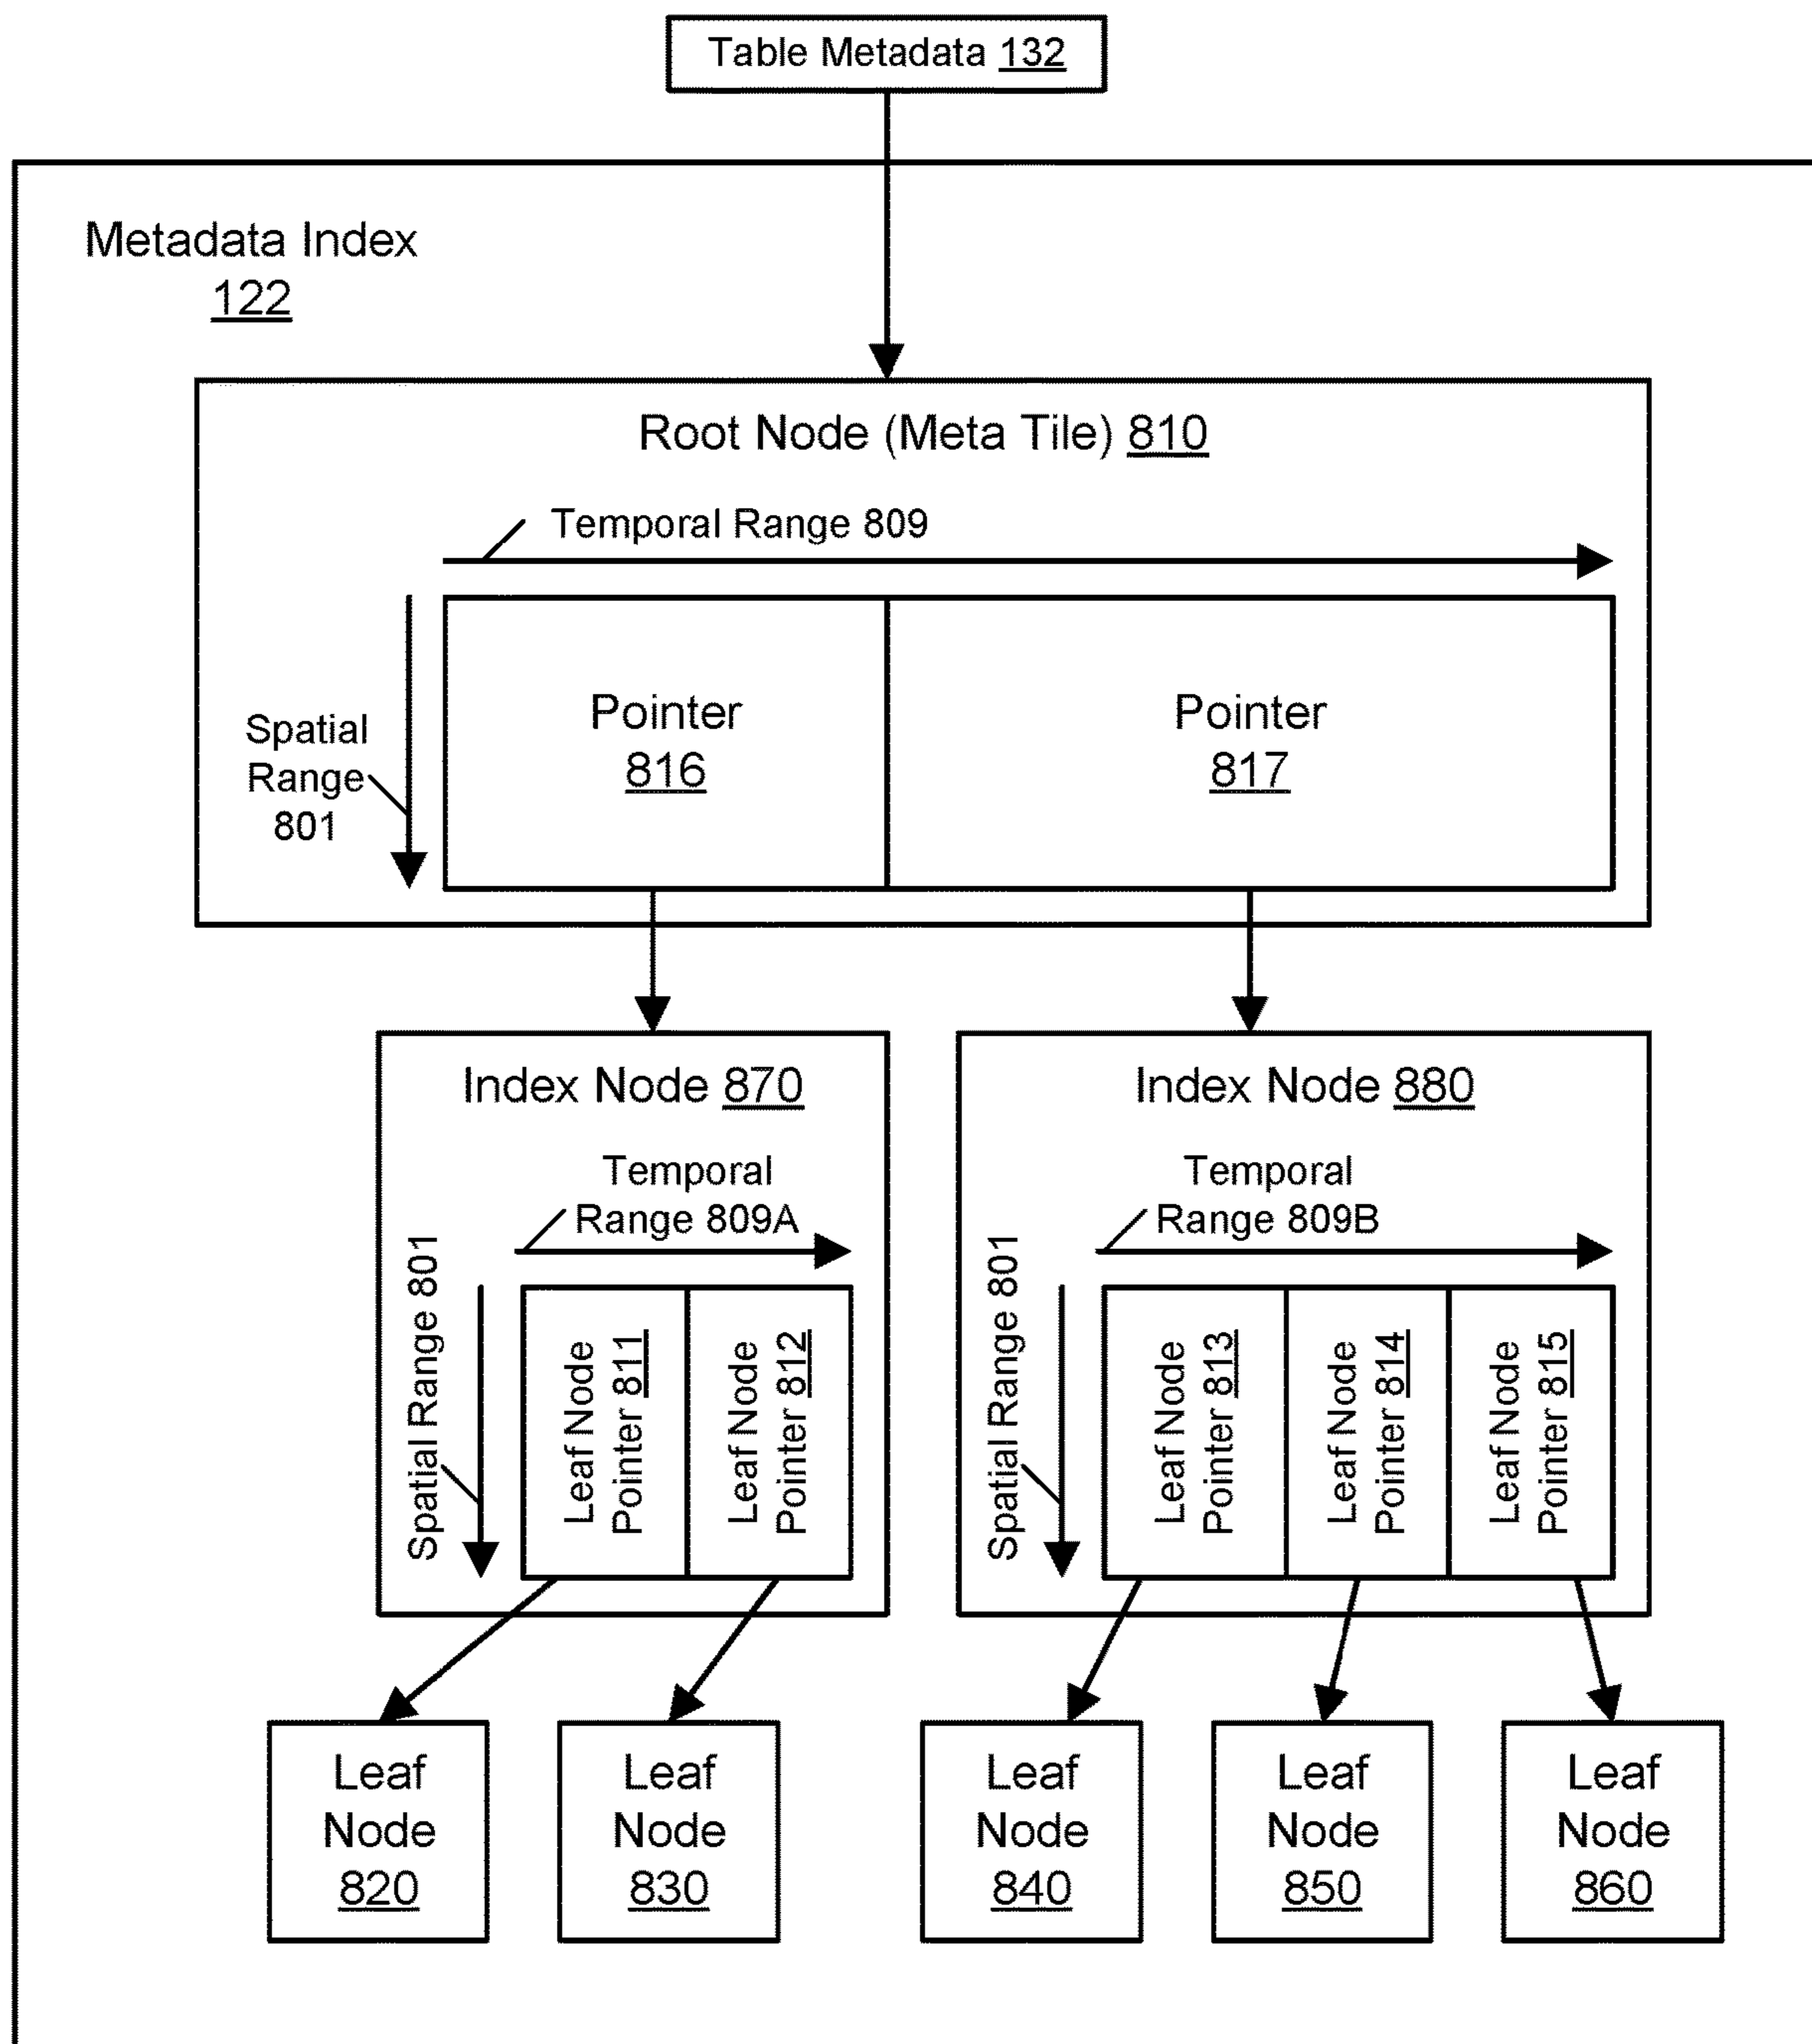 Table Metadata 132
Metadata Index
122
Root Node (Meta Tile) 810
Temporal Range 809
Spatial
Range
801
Pointer
816
Pointer
817
Index Node 870
Temporal
Range 809A
Spatial Range 801
Leaf Node
Pointer 811
Leaf Node
Pointer 812
Index Node 880
Temporal
Range 809B
Spatial Range 801
Leaf Node
Pointer 813
Leaf Node
Pointer 814
Leaf Node
Pointer 815
Leaf
Node
820
Leaf
Node
830
Leaf
Node
840
Leaf
Node
850
Leaf
Node
860